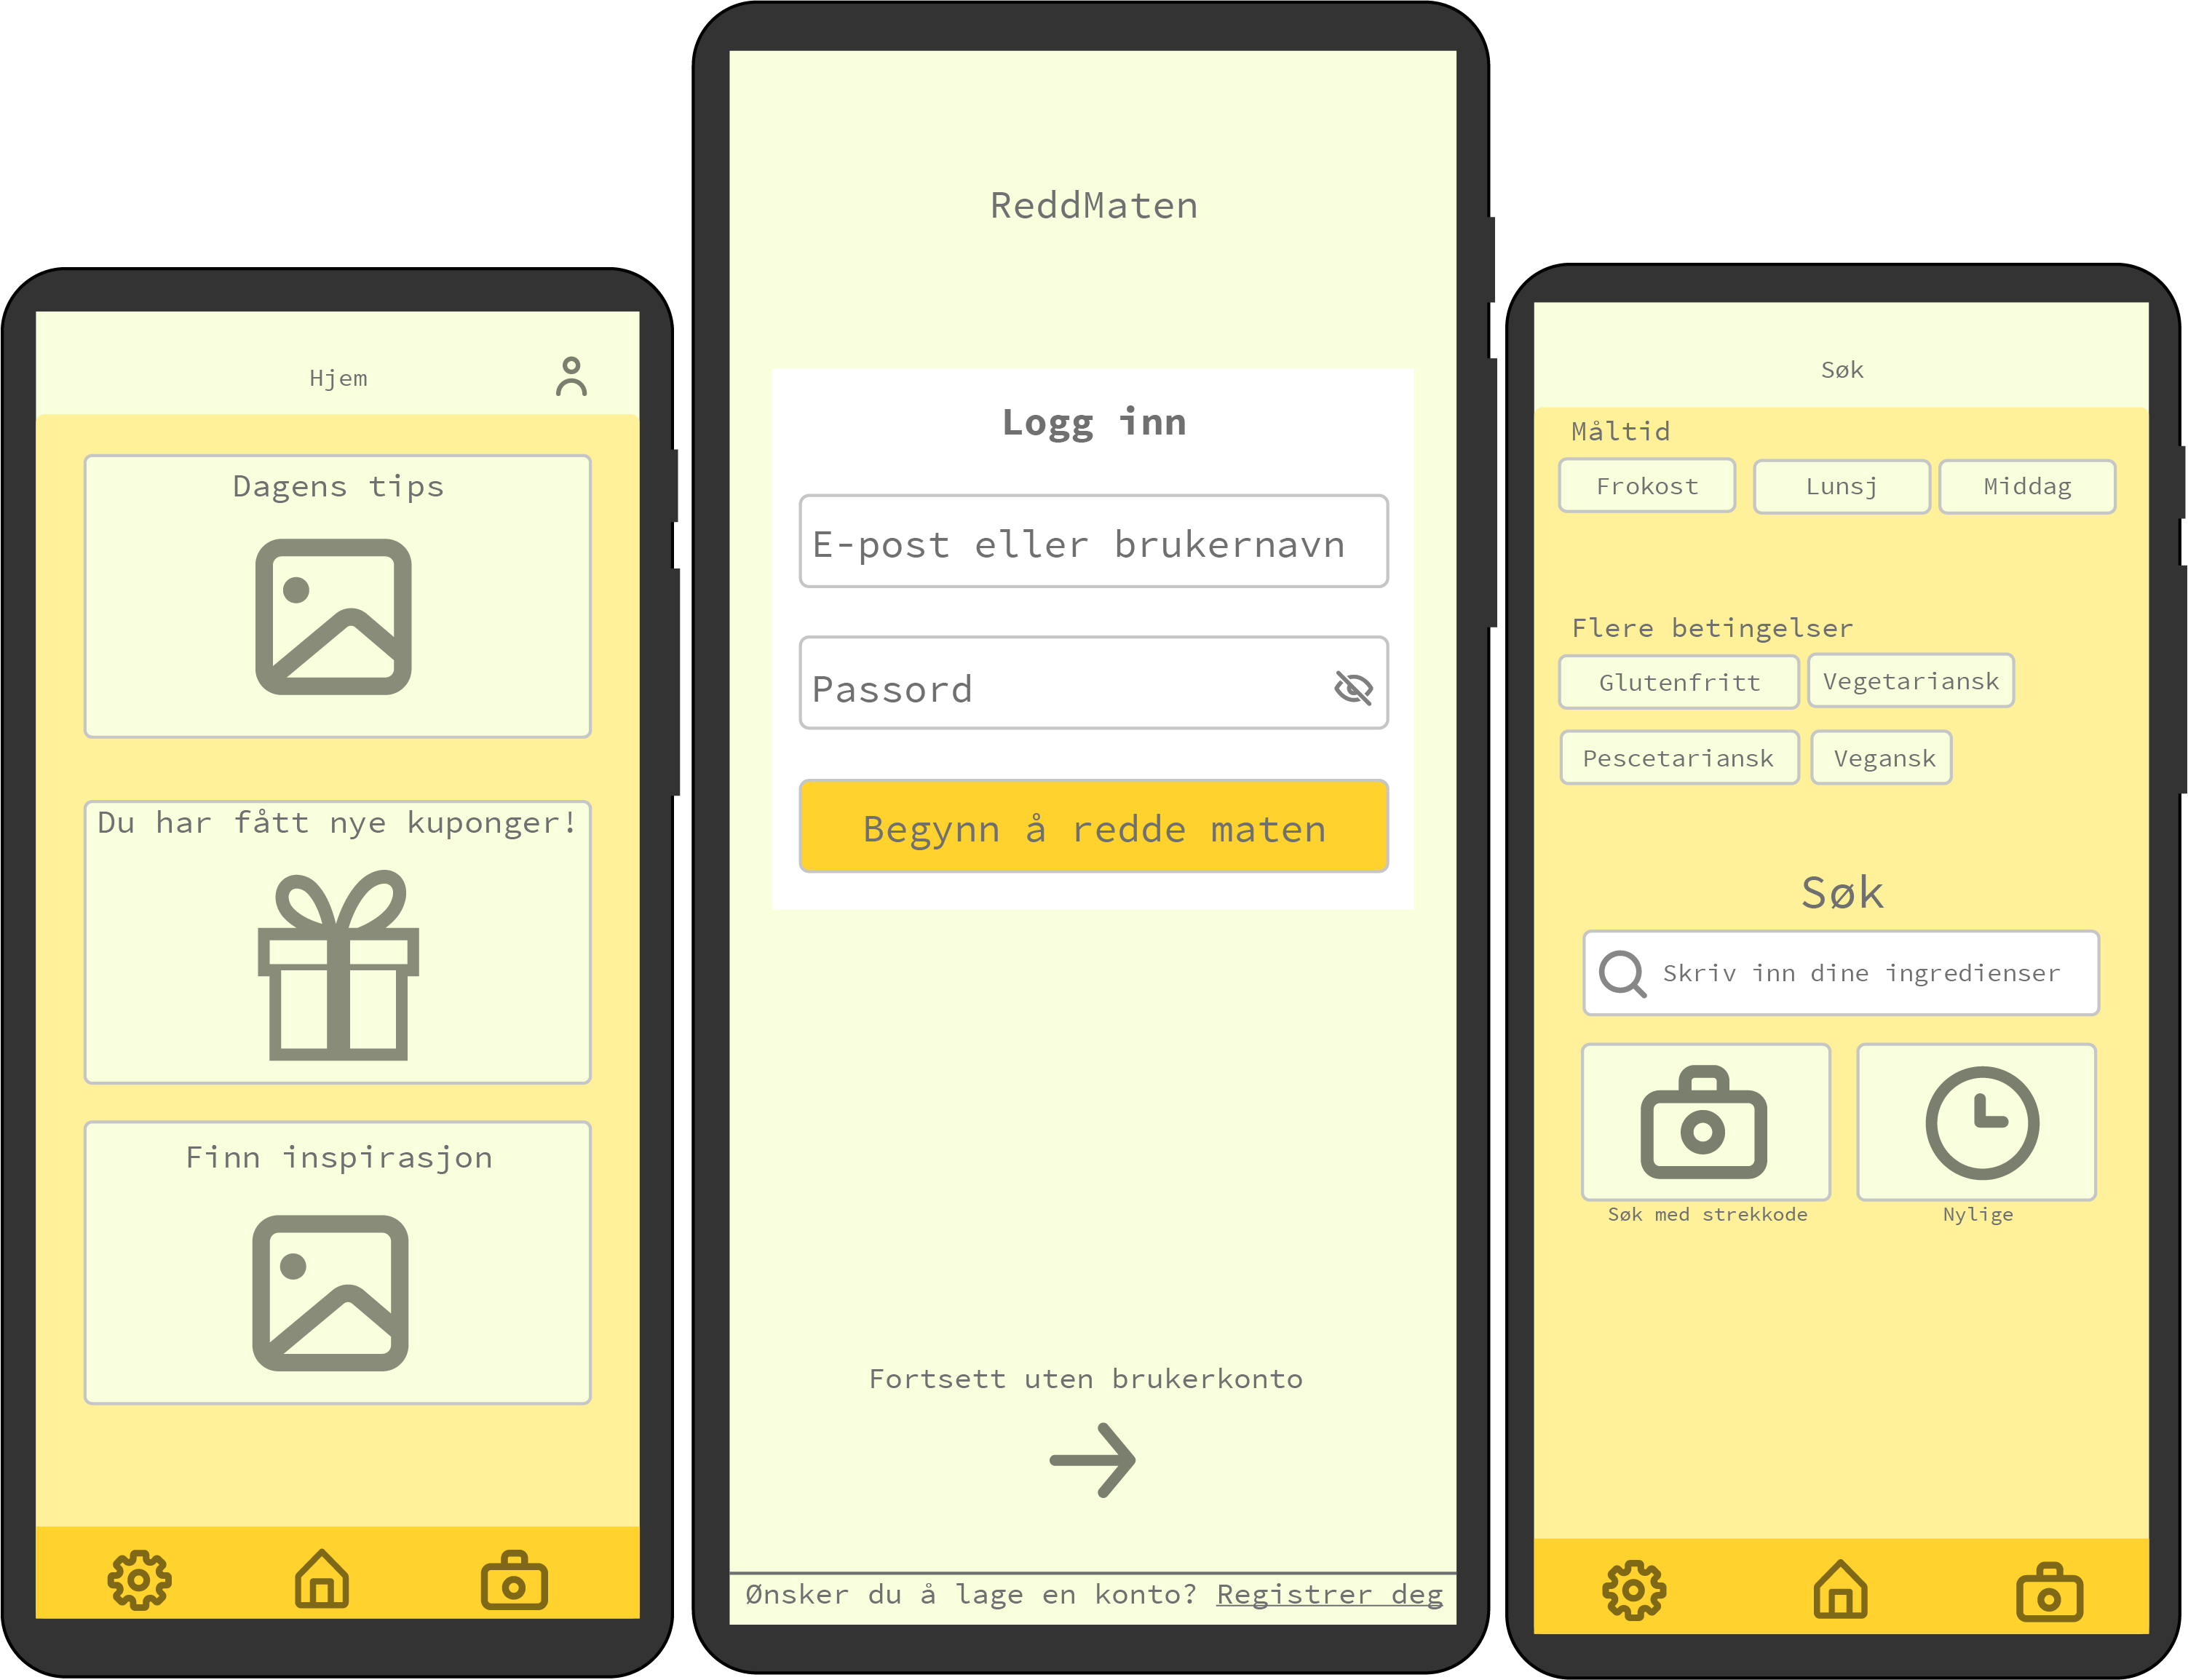 Hjem
Dagens tips
Du har fått nye kuponger!
Finn inspirasjon
ReddMaten
Logg inn
E-post eller brukernavn
Passord
Begynn å redde maten
Fortsett uten brukerkonto
Ønsker du å lage en konto? Registrer deg
Søk
Måltid
Frokost Lunsj Middag
Flere betingelser
Glutenfritt Vegetariansk
Pescetariansk Vegansk
Søk
Skriv inn dine ingredienser
Søk med strekkode Nylige